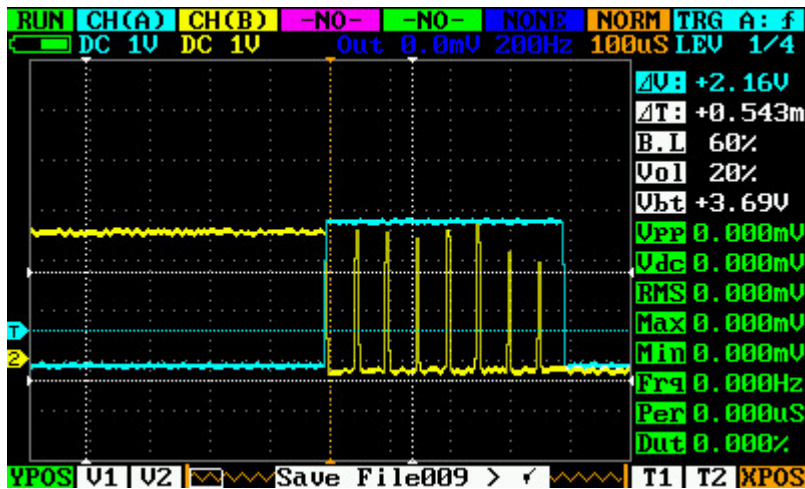 RUN CH(A) CH(B) -NO- -NO- NONE NORM TRG A: f
DC 1V DC 1V Out 0.0mV 200Hz 100uS LEV 1/4
⊿V: +2.16V
⊿T: +0.543m
B.L 60%
Vol 20%
Vbt +3.69V
Vpp 0.000mV
Vdc 0.000mV
RMS 0.000mV
Max 0.000mV
T
Min 0.000mV
2
Frq 0.000Hz
Per 0.000uS
Dut 0.000%
YPOS V1 V2 Save File009 > ✓ T1 T2 XPOS